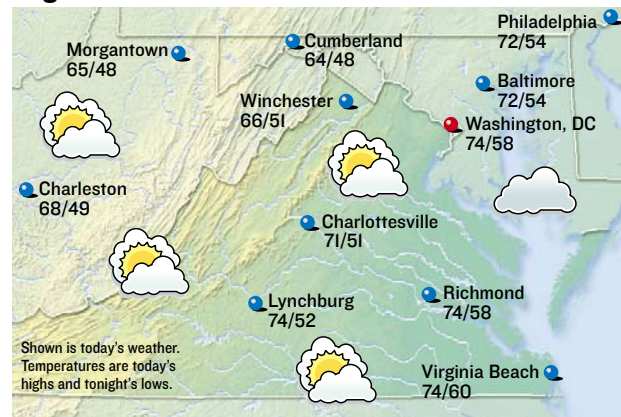 Philadelphia
72/54
Morgantown
65/48
Cumberland
64/48
Baltimore
72/54
Winchester
66/51
Washington, DC
74/58
Charleston
68/49
Charlottesville
71/51
Lynchburg
74/52
Richmond
74/58
Shown is today's weather.
Temperatures are today's
highs and tonight's lows.
Virginia Beach
74/60